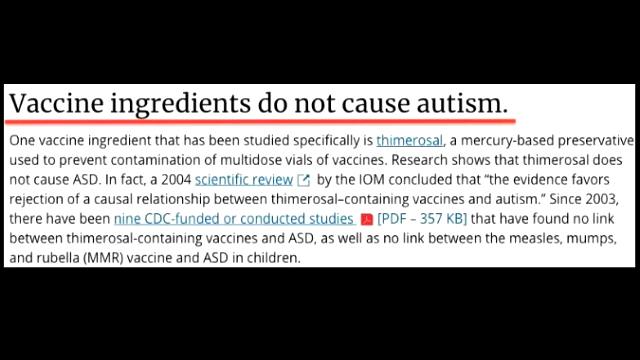 Vaccine ingredients do not cause autism.
One vaccine ingredient that has been studied specifically is thimerosal, a mercury-based preservative
used to prevent contamination of multidose vials of vaccines. Research shows that thimerosal does
not cause ASD. In fact, a 2004 scientific review by the IOM concluded that “the evidence favors
rejection of a causal relationship between thimerosal–containing vaccines and autism.” Since 2003,
there have been nine CDC-funded or conducted studies [PDF – 357 KB] that have found no link
between thimerosal-containing vaccines and ASD, as well as no link between the measles, mumps,
and rubella (MMR) vaccine and ASD in children.